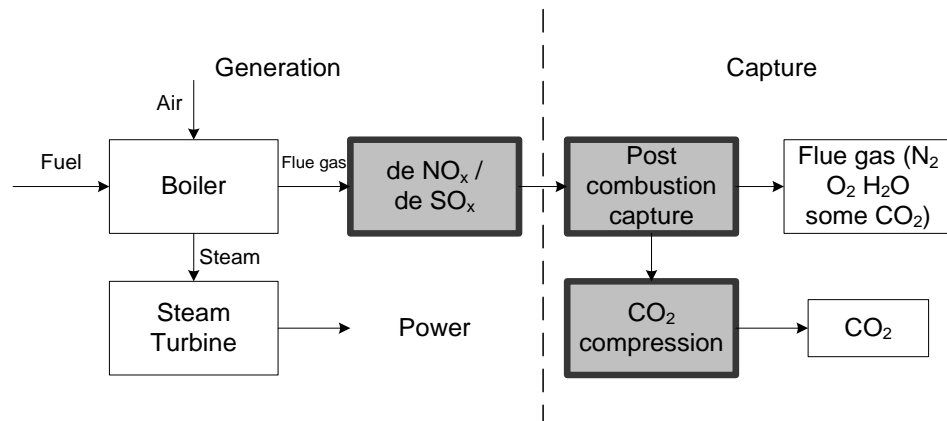 Generation
Capture
Air
Fuel
Boiler
Flue gas
de NOₓ /
de SOₓ
Post
combustion
capture
Flue gas (N₂
O₂ H₂O
some CO₂)
Steam
Steam
Turbine
Power
CO₂
compression
CO₂